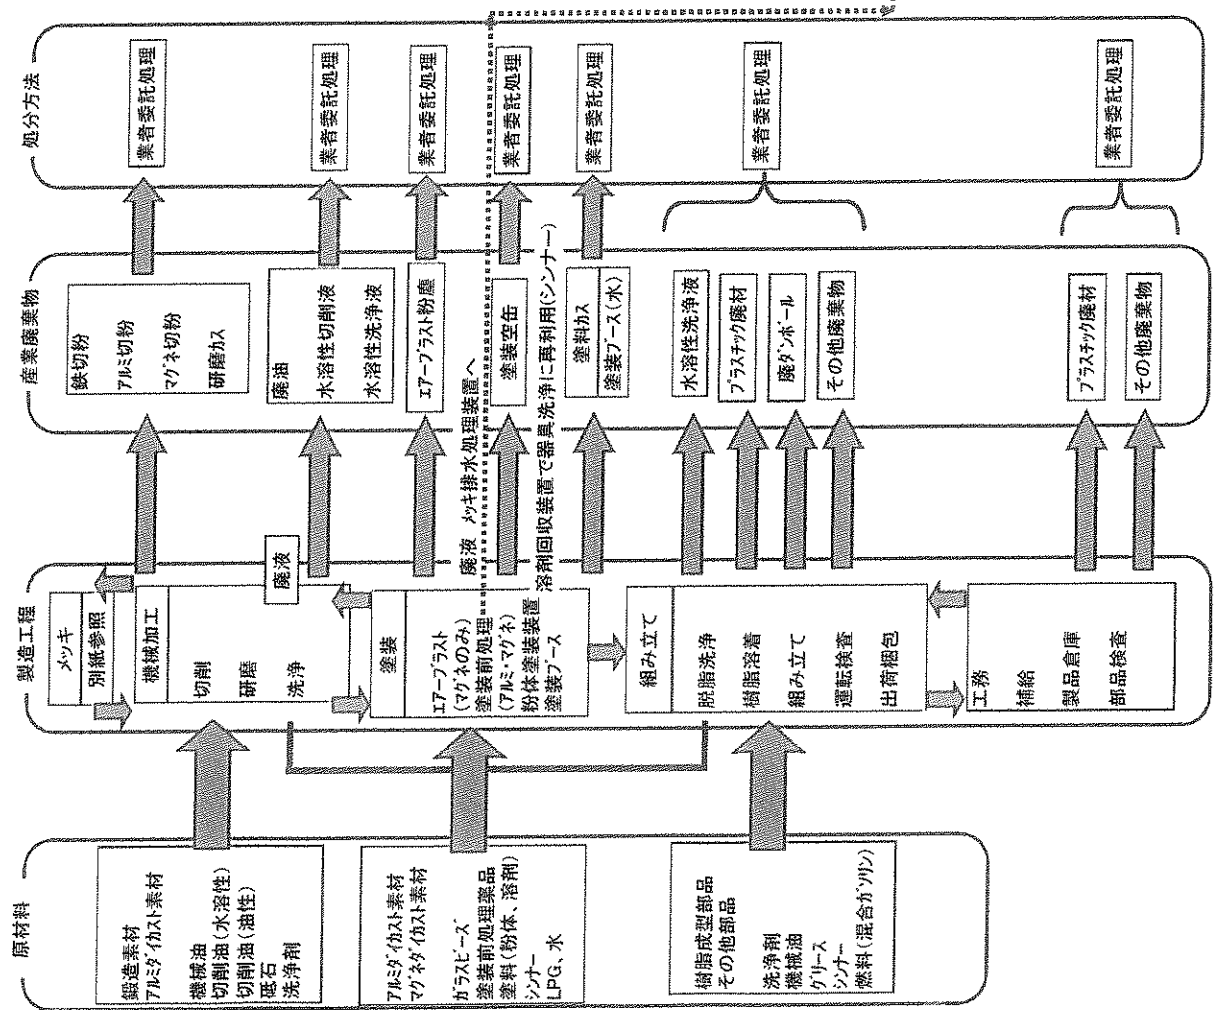 原材料
鍛造素材
アルミダイカスト素材
機械油
切削油(水溶性)
切削油(油性)
砥石
洗浄剤
アルミダイカスト素材
マグネダイカスト素材
ガラスビーズ
塗装前処理薬品
塗料(粉体、溶剤)
シンナー
LPG、水
樹脂成型部品
その他部品
洗浄剤
機械油
グリース
シンナー
燃料(混合ガソリン)
製造工程
メッキ
別紙参照
機械加工
切削
研磨
洗浄
廃液
塗装
エアーブラスト
(マグネのみ)
塗装前処理
(アルミ・マグネ)
粉体塗装装置
塗装ブース
組み立て
脱脂洗浄
樹脂溶着
組み立て
運転検査
出荷梱包
工務
補給
製品倉庫
部品検査
廃液 メッキ排水処理装置へ
溶剤回収装置で器具洗浄に再利用(シンナー)
産業廃棄物
鉄切粉
アルミ切粉
マグネ切粉
研磨カス
廃油
水溶性切削液
水溶性洗浄液
エアーブラスト粉塵
塗装空缶
塗料カス
塗装ブース(水)
水溶性洗浄液
プラスチック廃材
廃ダンボール
その他廃棄物
プラスチック廃材
その他廃棄物
処分方法
業者委託処理
業者委託処理
業者委託処理
業者委託処理
業者委託処理
業者委託処理
業者委託処理